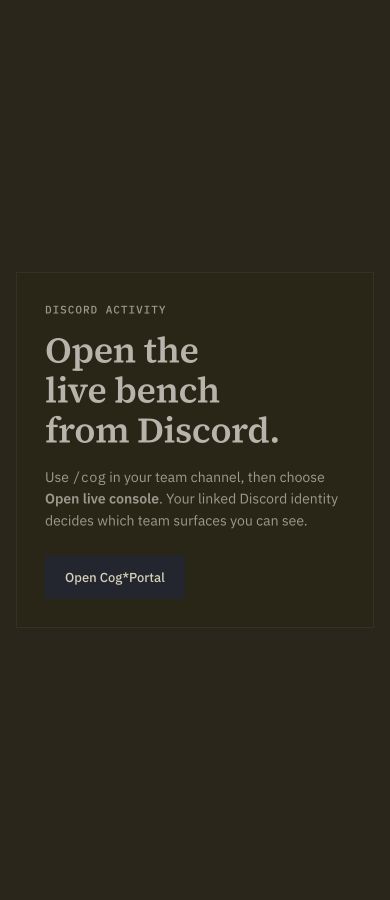 DISCORD ACTIVITY
Open the
live bench
from Discord.
Use /cog in your team channel, then choose
Open live console. Your linked Discord identity
decides which team surfaces you can see.
Open Cog*Portal